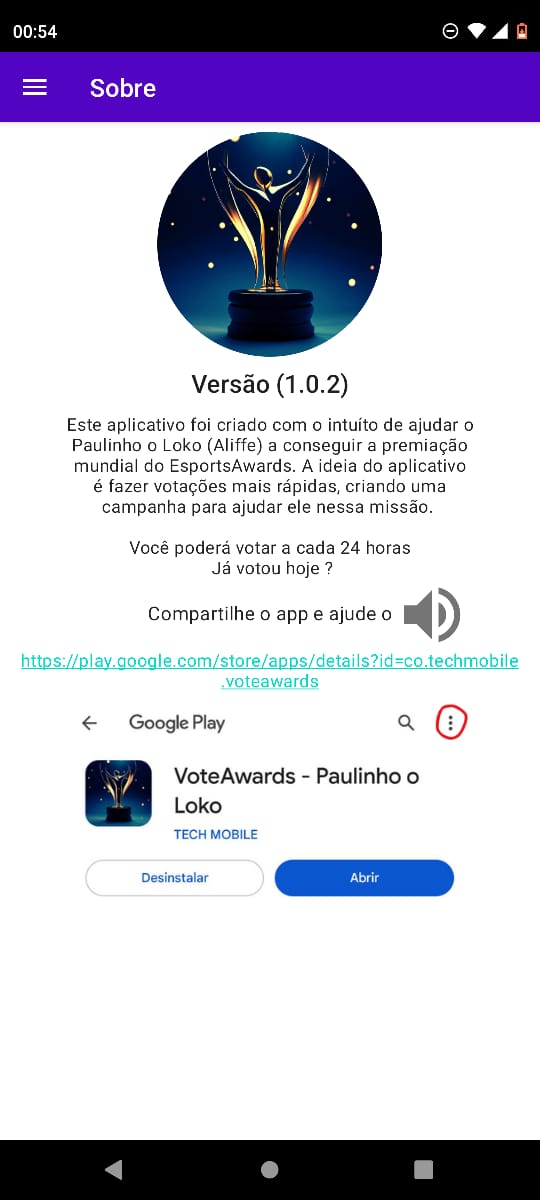 00:54
Sobre
Versão (1.0.2)
Este aplicativo foi criado com o intuíto de ajudar o
Paulinho o Loko (Aliffe) a conseguir a premiação
mundial do EsportsAwards. A ideia do aplicativo
é fazer votações mais rápidas, criando uma
campanha para ajudar ele nessa missão.
Você poderá votar a cada 24 horas
Já votou hoje ?
Compartilhe o app e ajude o
https://play.google.com/store/apps/details?id=co.techmobile
.voteawards
Google Play
VoteAwards - Paulinho o
Loko
TECH MOBILE
Desinstalar
Abrir